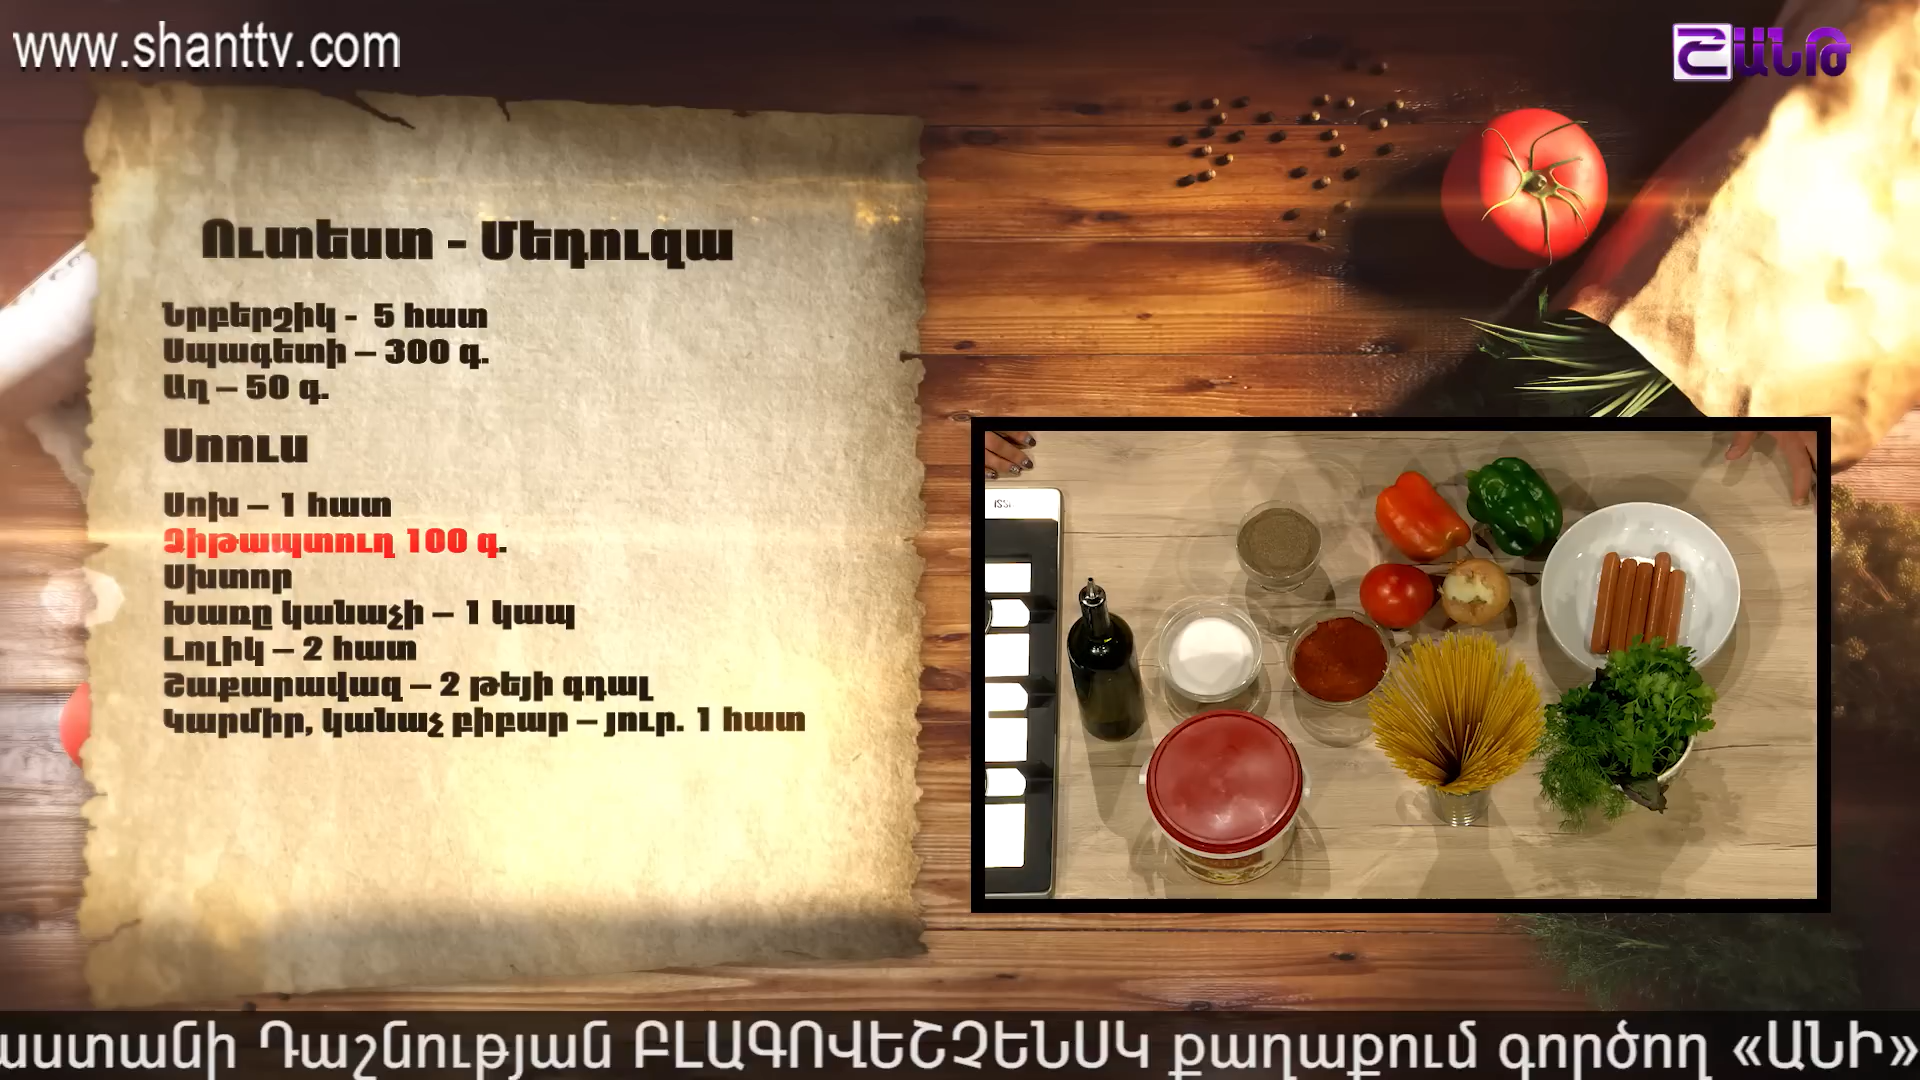 www.shanttv.com
ՇԱՆԹ
Ուտեստ - Մեդուզա
Նրբերշիկ - 5 հատ
Սպագետի – 300 գ.
Աղ – 50 գ.
Սոուս
Սոխ – 1 հատ
Ձիթապտուղ 100 գ.
Սխտոր
Խառը կանաչի – 1 կապ
Լոլիկ – 2 հատ
Շաքարավազ – 2 թեյի գդալ
Կարմիր, կանաչ բիբար – յուր. 1 հատ
աստանի Դաշնության ԲԼԱԳՈՎԵՇՉԵՆՍԿ քաղաքում գործող «ԱՆԻ»